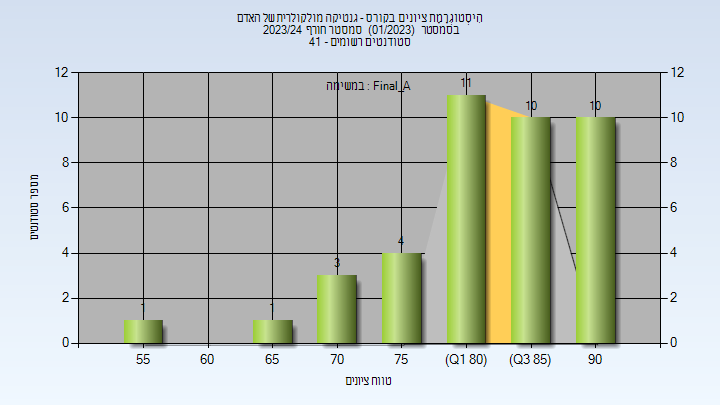 היסטוגרמת ציונים בקורס - גנטיקה מולקולרית של האדם
בסמסטר (01/2023) סמסטר חורף 2023/24
סטודנטים רשומים - 41
במשימה : Final_A
מספר סטודנטים
12 12
10 10
8 8
6 6
4 4
2 2
0 0
1 1 3 4 11 10 10
55 60 65 70 75 (Q1 80) (Q3 85) 90
טווח ציונים